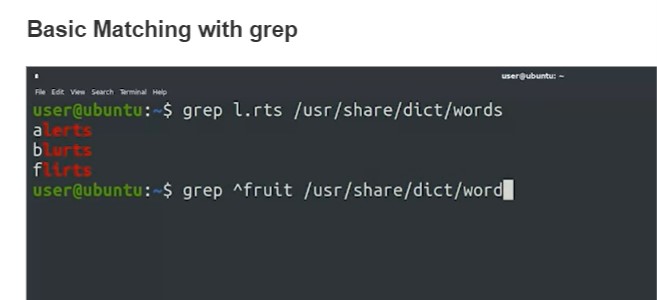 Basic Matching with grep
user@ubuntu: ~
File Edit View Search Terminal Help
user@ubuntu:~$ grep l.rts /usr/share/dict/words
alerts
blurts
flirts
user@ubuntu:~$ grep ^fruit /usr/share/dict/word